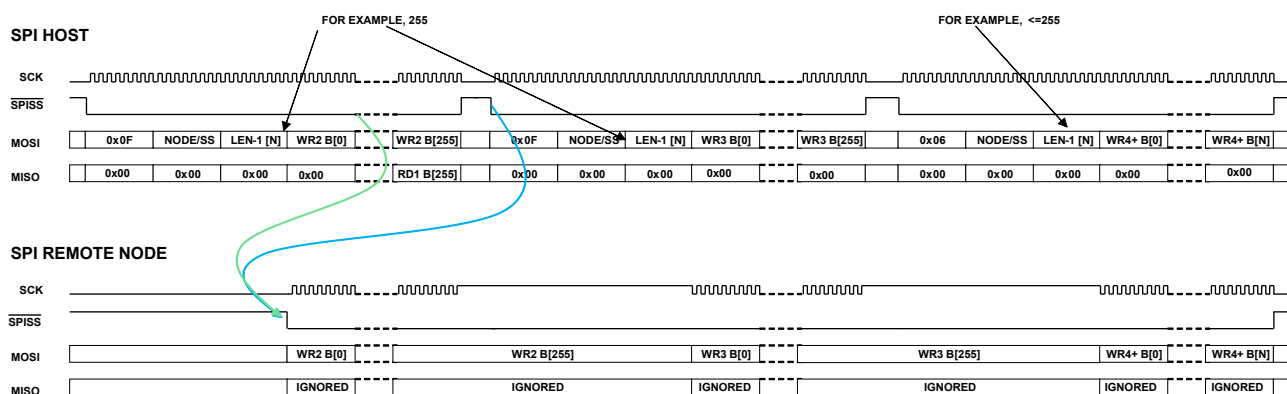 FOR EXAMPLE, 255 FOR EXAMPLE, <=255
SPI HOST
SCK
SPISS
MOSI 0x0F NODE/SS LEN-1 [N] WR2 B[0] WR2 B[255] 0x0F NODE/SS LEN-1 [N] WR3 B[0] WR3 B[255] 0x06 NODE/SS LEN-1 [N] WR4+ B[0] WR4+ B[N]
MISO 0x00 0x00 0x00 0x00 RD1 B[255] 0x00 0x00 0x00 0x00 0x00 0x00 0x00 0x00 0x00 0x00
SPI REMOTE NODE
SCK
SPISS
MOSI WR2 B[0] WR2 B[255] WR3 B[0] WR3 B[255] WR4+ B[0] WR4+ B[N]
MISO IGNORED IGNORED IGNORED IGNORED IGNORED IGNORED